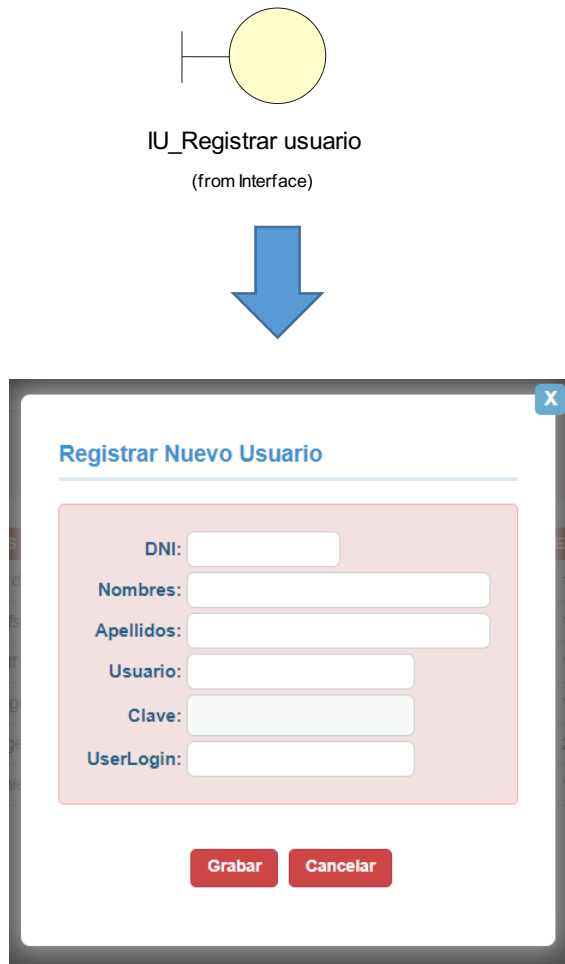 IU_Registrar usuario
(from Interface)
X
Registrar Nuevo Usuario
DNI:
Nombres:
Apellidos:
Usuario:
Clave:
UserLogin:
Grabar Cancelar